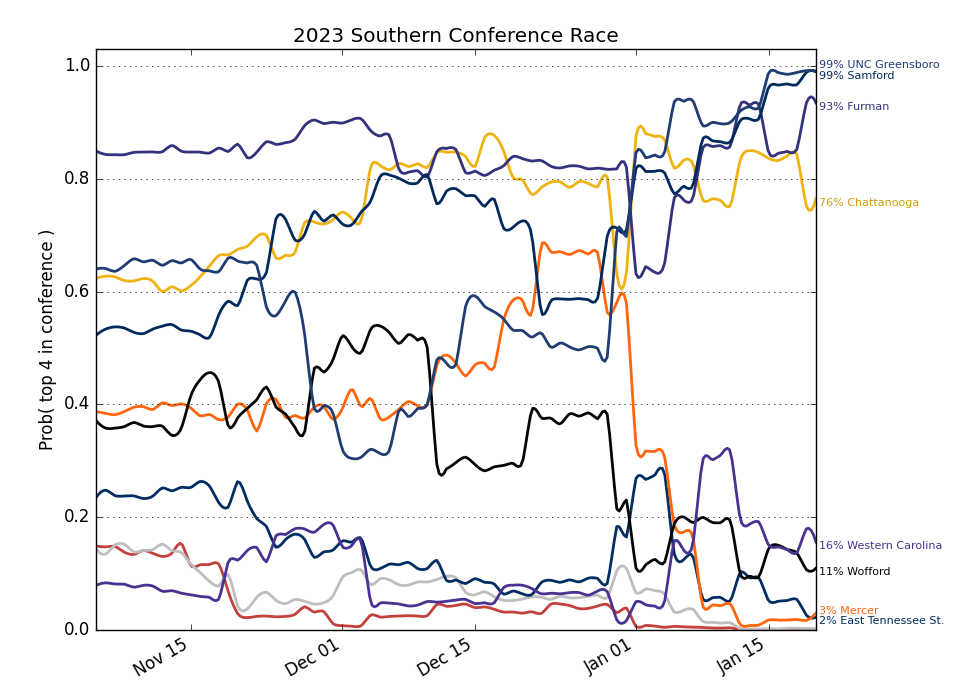 2023 Southern Conference Race
Prob( top 4 in conference )
1.0
0.8
0.6
0.4
0.2
0.0
Nov 15
Dec 01
Dec 15
Jan 01
Jan 15
99% UNC Greensboro
99% Samford
93% Furman
76% Chattanooga
16% Western Carolina
11% Wofford
3% Mercer
2% East Tennessee St.